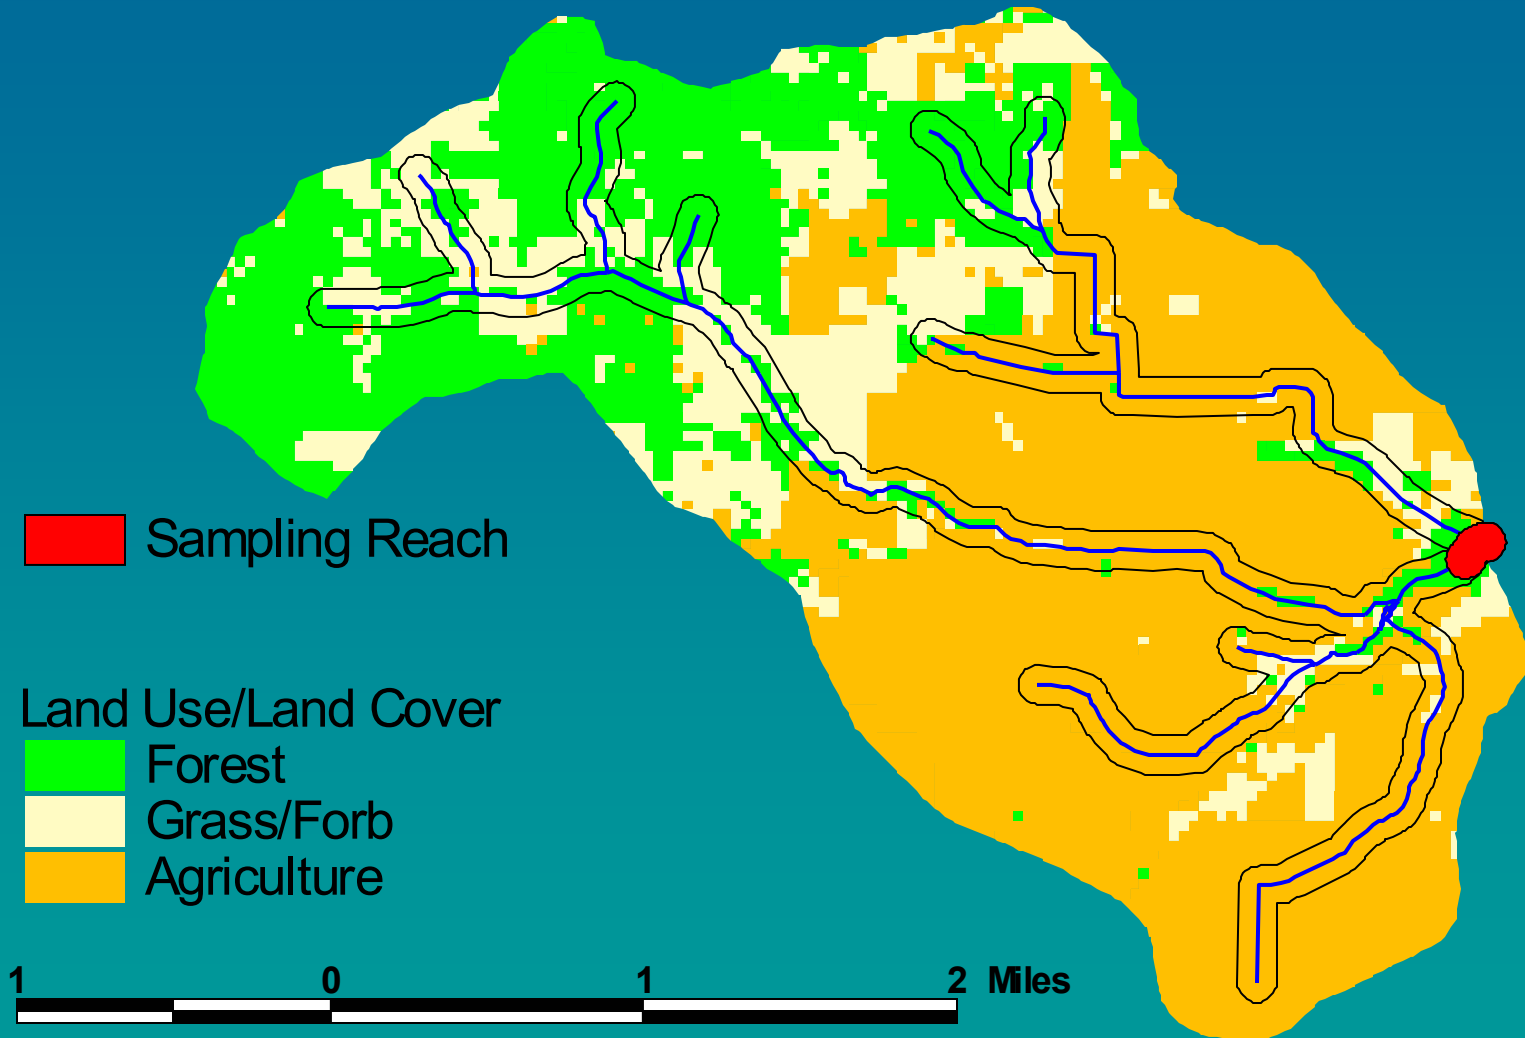 Sampling Reach
Land Use/Land Cover
Forest
Grass/Forb
Agriculture
1 0 1 2 Miles